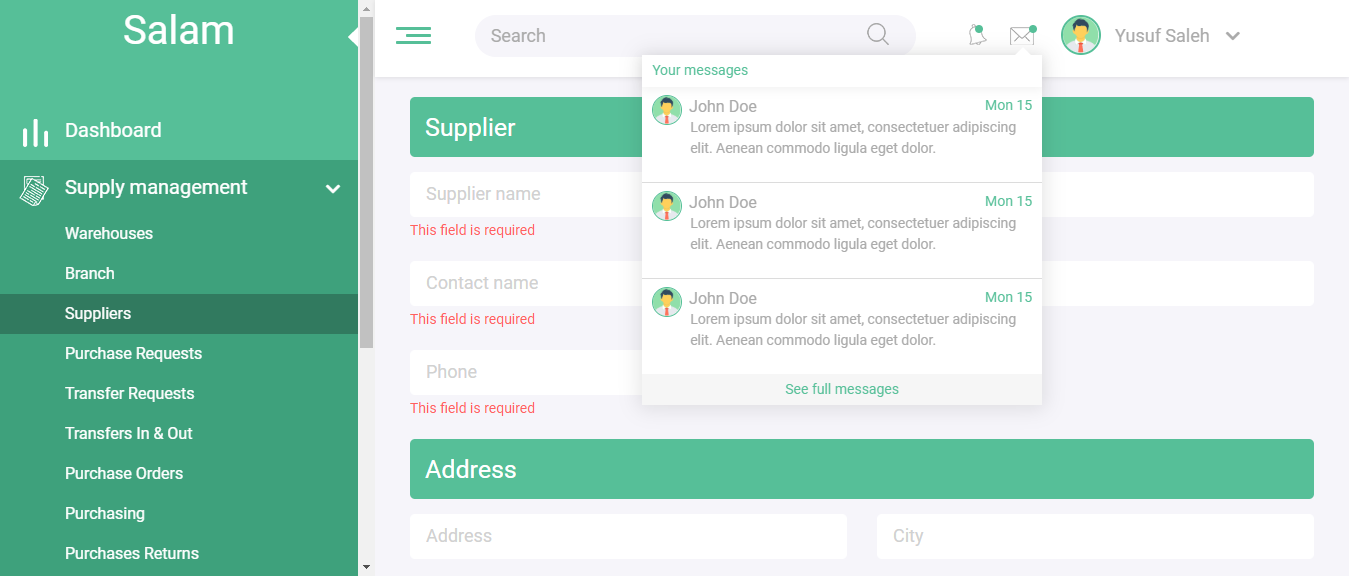 Salam
Dashboard
Supply management
Warehouses
Branch
Suppliers
Purchase Requests
Transfer Requests
Transfers In & Out
Purchase Orders
Purchasing
Purchases Returns
Search
Yusuf Saleh
Your messages
John Doe Mon 15
Lorem ipsum dolor sit amet, consectetuer adipiscing
elit. Aenean commodo ligula eget dolor.
John Doe Mon 15
Lorem ipsum dolor sit amet, consectetuer adipiscing
elit. Aenean commodo ligula eget dolor.
John Doe Mon 15
Lorem ipsum dolor sit amet, consectetuer adipiscing
elit. Aenean commodo ligula eget dolor.
See full messages
Supplier
Supplier name
This field is required
Contact name
This field is required
Phone
This field is required
Address
Address City